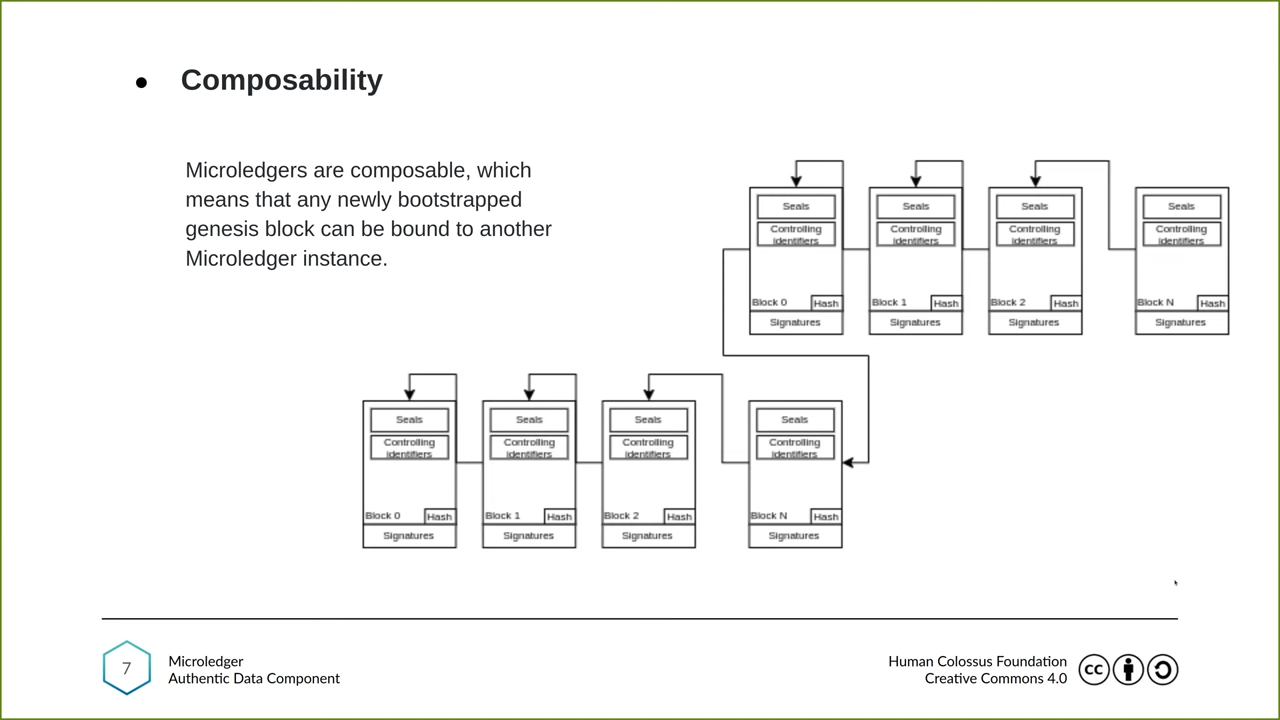 ● Composability
Microledgers are composable, which
means that any newly bootstrapped
genesis block can be bound to another
Microledger instance.
Seals
Controlling
identifiers
Block 0
Hash
Signatures
Seals
Controlling
identifiers
Block 1
Hash
Signatures
Seals
Controlling
identifiers
Block 2
Hash
Signatures
Seals
Controlling
identifiers
Block N
Hash
Signatures
Seals
Controlling
identifiers
Block 0
Hash
Signatures
Seals
Controlling
identifiers
Block 1
Hash
Signatures
Seals
Controlling
identifiers
Block 2
Hash
Signatures
Seals
Controlling
identifiers
Block N
Hash
Signatures
7
Microledger
Authentic Data Component
Human Colossus Foundation
Creative Commons 4.0
cc